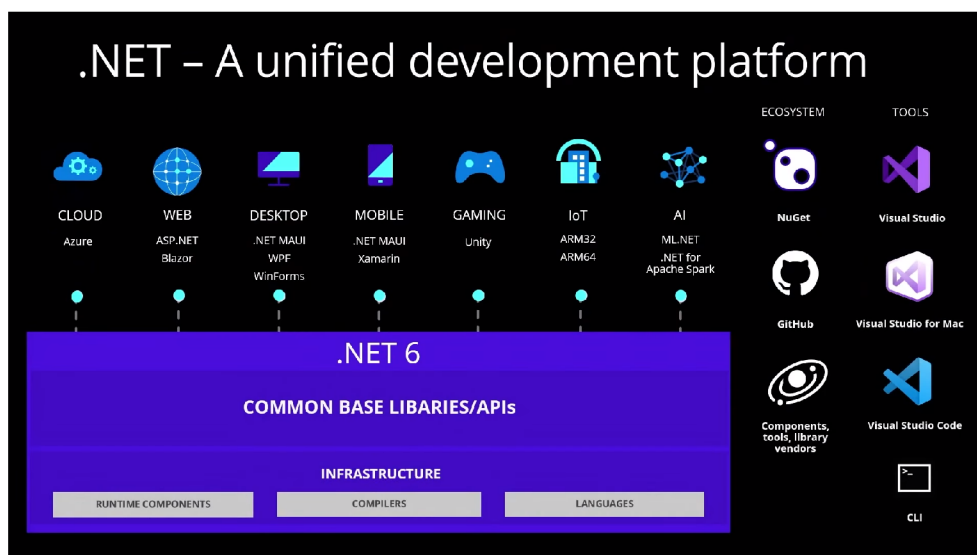 .NET – A unified development platform
ECOSYSTEM
TOOLS
CLOUD
Azure
WEB
ASP.NET
Blazor
DESKTOP
.NET MAUI
WPF
WinForms
MOBILE
.NET MAUI
Xamarin
GAMING
Unity
IoT
ARM32
ARM64
AI
ML.NET
.NET for
Apache Spark
NuGet
Visual Studio
GitHub
Visual Studio for Mac
Components,
tools, library
vendors
Visual Studio Code
>_
CLI
.NET 6
COMMON BASE LIBARIES/APIs
INFRASTRUCTURE
RUNTIME COMPONENTS
COMPILERS
LANGUAGES